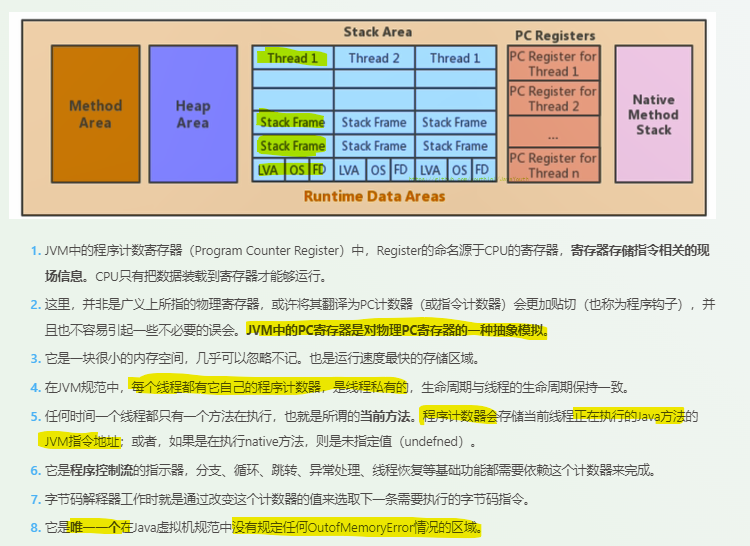 Stack Area
PC Registers
Thread 1
Thread 2
Thread 1
PC Register for
Thread 1
PC Register for
Thread 2
...
PC Register for
Thread n
Method
Area
Heap
Area
Native
Method
Stack
Stack Frame
Stack Frame
Stack Frame
Stack Frame
Stack Frame
Stack Frame
LVA OS FD LVA OS FD LVA OS FD
Runtime Data Areas
1. JVM中的程序计数寄存器（Program Counter Register）中，Register的命名源于CPU的寄存器，寄存器存储指令相关的现
场信息。CPU只有把数据装载到寄存器才能够运行。
2. 这里，并非是广义上所指的物理寄存器，或许将其翻译为PC计数器（或指令计数器）会更加贴切（也称为程序钩子），并
且也不容易引起一些不必要的误会。JVM中的PC寄存器是对物理PC寄存器的一种抽象模拟。
3. 它是一块很小的内存空间，几乎可以忽略不记。也是运行速度最快的存储区域。
4. 在JVM规范中，每个线程都有它自己的程序计数器，是线程私有的，生命周期与线程的生命周期保持一致。
5. 任何时间一个线程都只有一个方法在执行，也就是所谓的当前方法。程序计数器会存储当前线程正在执行的Java方法的
JVM指令地址；或者，如果是在执行native方法，则是未指定值（undefned）。
6. 它是程序控制流的指示器，分支、循环、跳转、异常处理、线程恢复等基础功能都需要依赖这个计数器来完成。
7. 字节码解释器工作时就是通过改变这个计数器的值来选取下一条需要执行的字节码指令。
8. 它是唯一一个在Java虚拟机规范中没有规定任何OutofMemoryError情况的区域。